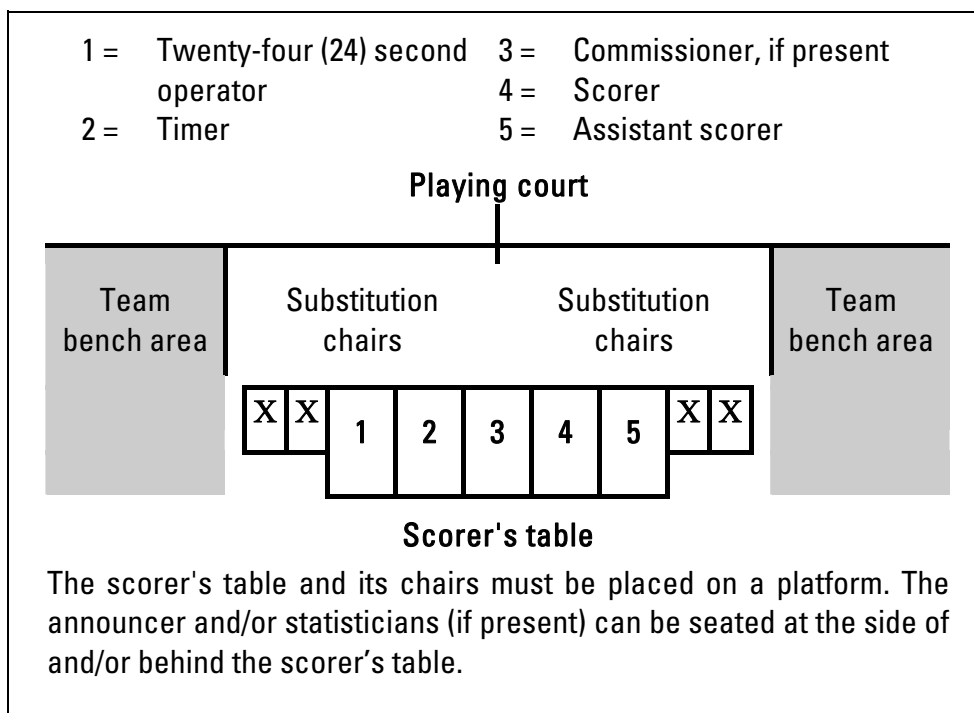 1 = Twenty-four (24) second
operator
2 = Timer
3 = Commissioner, if present
4 = Scorer
5 = Assistant scorer
Playing court
Team
bench area
Substitution
chairs
Substitution
chairs
Team
bench area
X X 1 2 3 4 5 X X
Scorer's table
The scorer's table and its chairs must be placed on a platform. The
announcer and/or statisticians (if present) can be seated at the side of
and/or behind the scorer’s table.